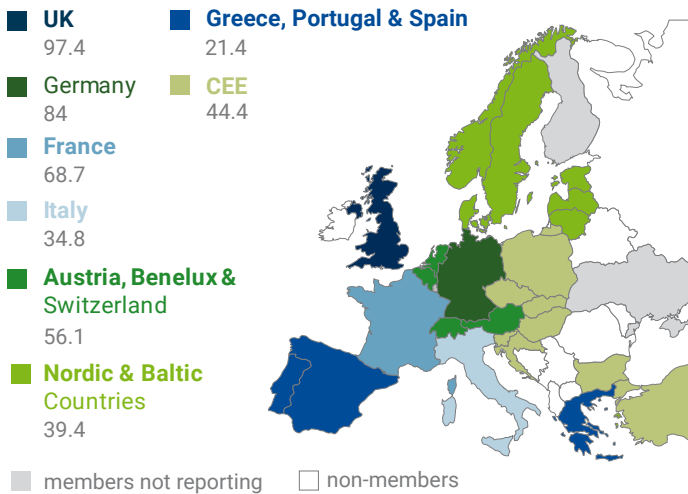 UK
97.4
Germany
84
France
68.7
Italy
34.8
Austria, Benelux &
Switzerland
56.1
Nordic & Baltic
Countries
39.4
Greece, Portugal & Spain
21.4
CEE
44.4
members not reporting
non-members